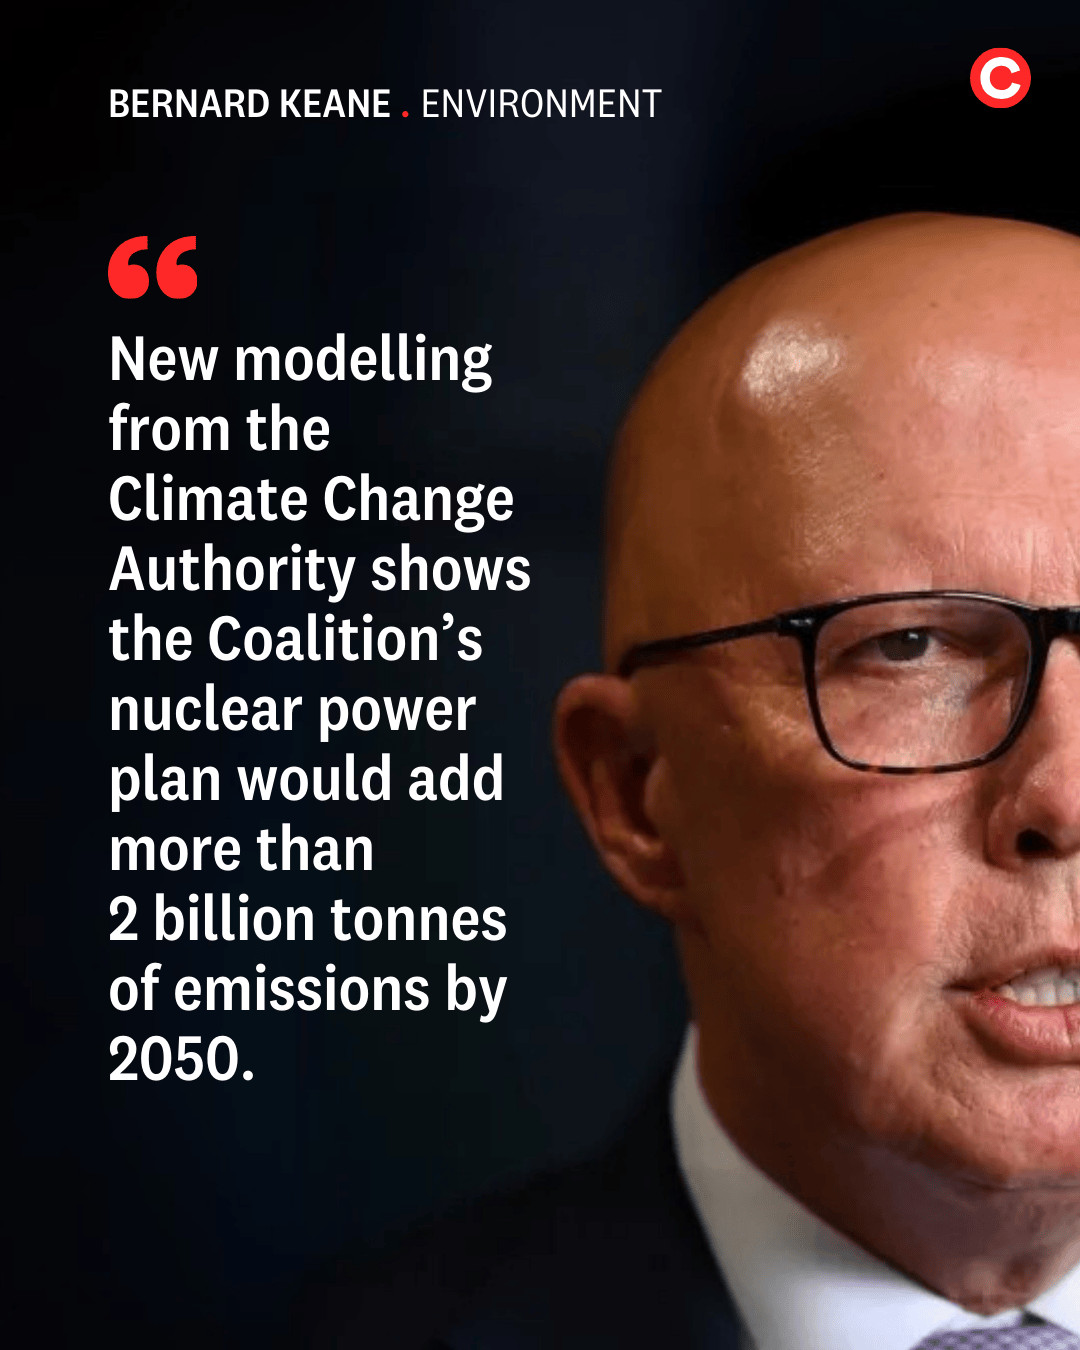 BERNARD KEANE . ENVIRONMENT
C
“
New modelling
from the
Climate Change
Authority shows
the Coalition’s
nuclear power
plan would add
more than
2 billion tonnes
of emissions by
2050.